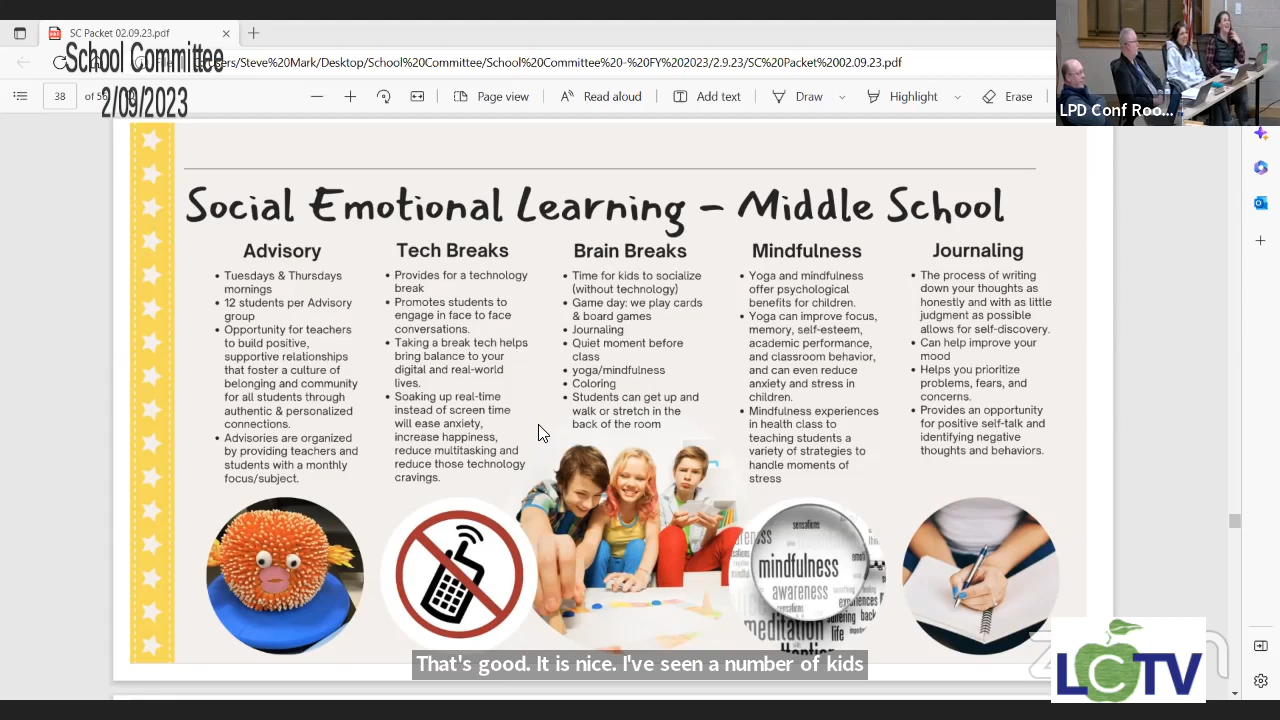 SC Packet 02.09.23.pdf
School Committee
2/09/2023
ers/Steve%20Mark/Desktop/School%20Committee/School%20Committee%20-%20FY%202023/2.9.23/SC%20Packet%2002.09.23.pdf
38
Page view
Read aloud
Add text
Draw
Highlight
Erase
LPD Conf Roo...
Social Emotional Learning – Middle School
Advisory
• Tuesdays & Thursdays
mornings
• 12 students per Advisory
group
• Opportunity for teachers
to build positive,
supportive relationships
that foster a culture of
belonging and community
for all students through
authentic & personalized
connections.
• Advisories are organized
by providing teachers and
students with a monthly
focus/subject.
Tech Breaks
• Provides for a technology
break
• Promotes students to
engage in face to face
conversations.
• Taking a break tech helps
bring balance to your
digital and real-world
lives.
• Soaking up real-time
instead of screen time
will ease anxiety,
increase happiness,
reduce multitasking and
reduce those technology
cravings.
Brain Breaks
• Time for kids to socialize
(without technology)
• Game day: we play cards
& board games
• Journaling
• Quiet moment before
class
• yoga/mindfulness
• Coloring
• Students can get up and
walk or stretch in the
back of the room
Mindfulness
• Yoga and mindfulness
offer psychological
benefits for children.
• Yoga can improve focus,
memory, self-esteem,
academic performance,
and classroom behavior,
and can even reduce
anxiety and stress in
children.
• Mindfulness experiences
in health class to
teaching students a
variety of strategies to
handle moments of
stress
Journaling
• The process of writing
down your thoughts as
honestly and with as little
judgment as possible
allows for self-discovery.
• Can help improve your
mood
• Helps you prioritize
problems, fears, and
concerns.
• Provides an opportunity
for positive self-talk and
identifying negative
thoughts and behaviors.
sensations
mindfulness
awareness
sensations
experiences
meditation
life
That's good. It is nice. I've seen a number of kids
LCTV